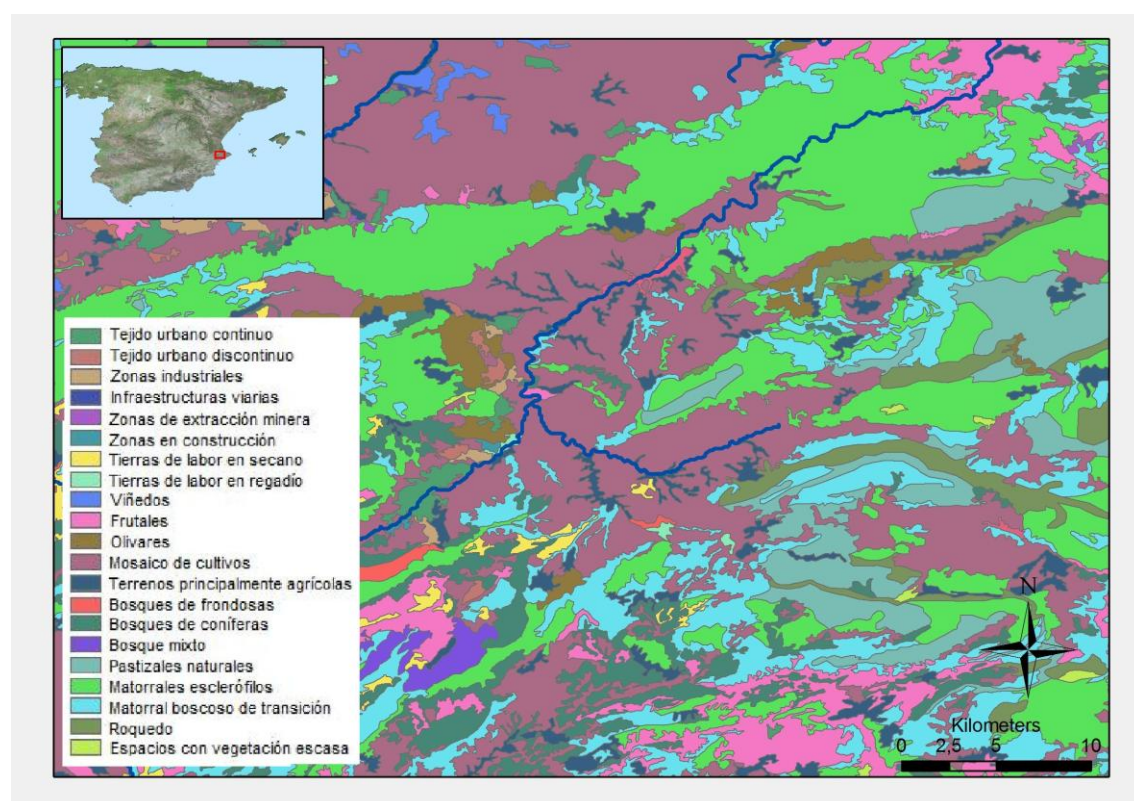 Tejido urbano continuo
Tejido urbano discontinuo
Zonas industriales
Infraestructuras viarias
Zonas de extracción minera
Zonas en construcción
Tierras de labor en secano
Tierras de labor en regadío
Viñedos
Frutales
Olivares
Mosaico de cultivos
Terrenos principalmente agrícolas
Bosques de frondosas
Bosques de coníferas
Bosque mixto
Pastizales naturales
Matorrales esclerófilos
Matorral boscoso de transición
Roquedo
Espacios con vegetación escasa
N
Kilometers
0 2,5 5 10